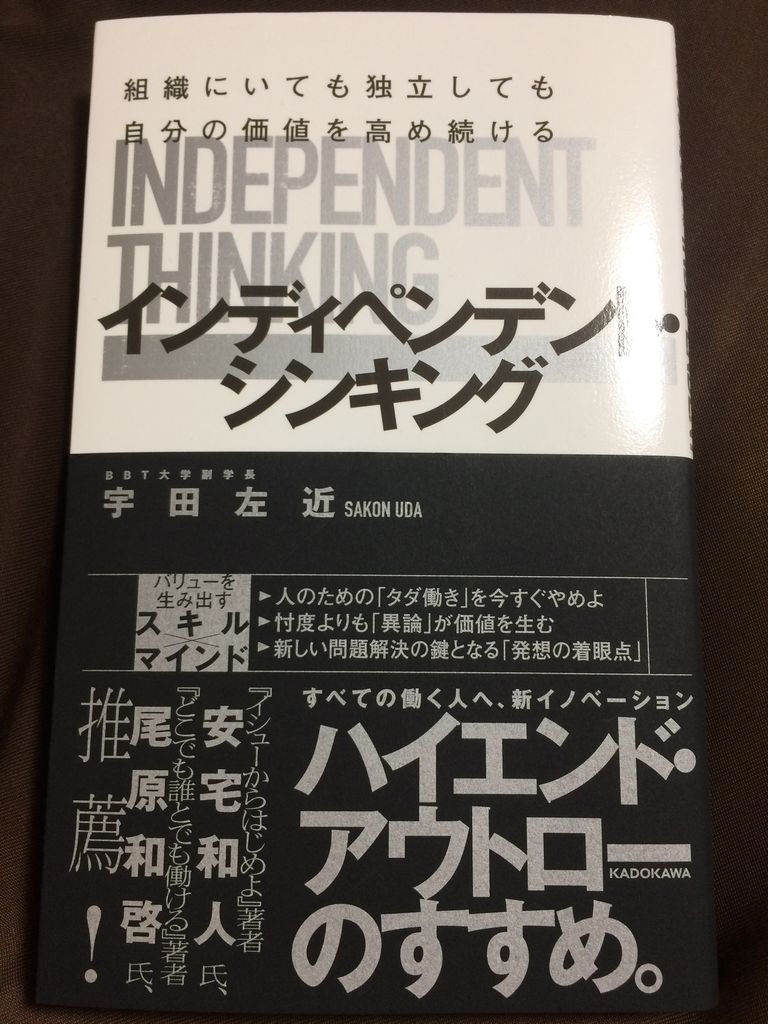 組織にいても独立しても
自分の価値を高め続ける
INDEPENDENT
THINKING
インディペンデント・
シンキング
BBT大学副学長
宇田左近 SAKON UDA
バリューを
生み出す
スキル
×
マインド
▶人のための「タダ働き」を今すぐやめよ
▶忖度よりも「異論」が価値を生む
▶新しい問題解決の鍵となる「発想の着眼点」
すべての働く人へ、新イノベーション
ハイエンド・
アウトロー
のすすめ。
KADOKAWA
『イシューからはじめよ』著者
安宅和人氏、
『どこでも誰とでも働ける』著者
尾原和啓氏、
推薦!